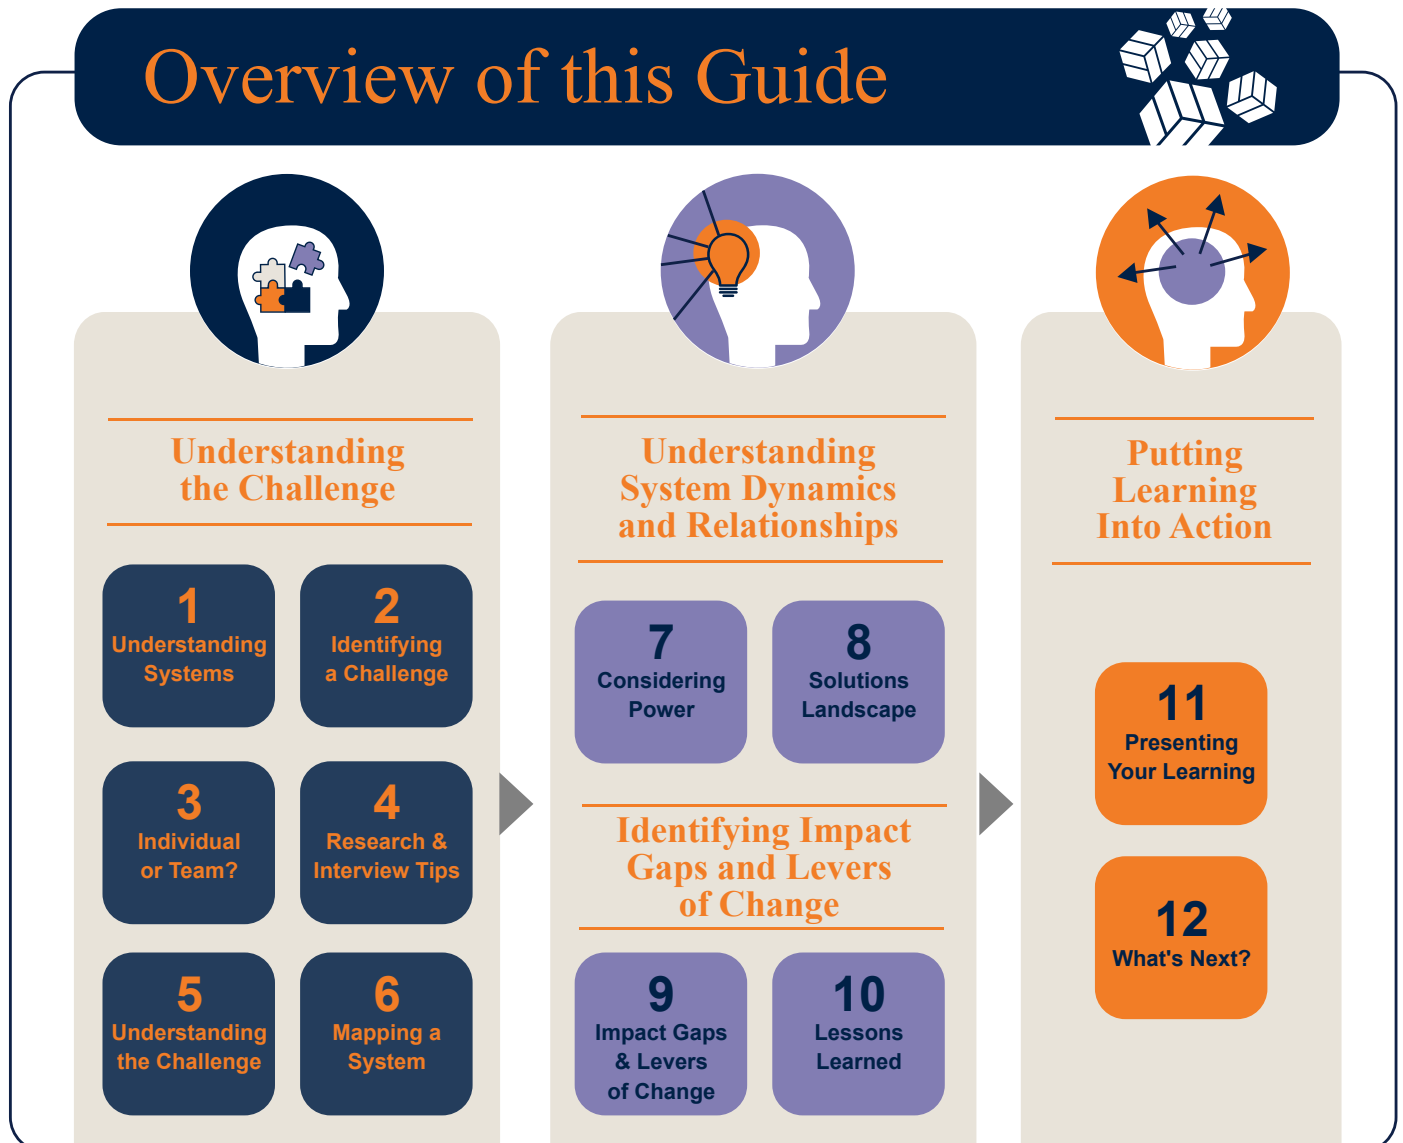 Overview of this Guide
Understanding
the Challenge
1
Understanding
Systems
2
Identifying
a Challenge
3
Individual
or Team?
4
Research &
Interview Tips
5
Understanding
the Challenge
6
Mapping a
System
Understanding
System Dynamics
and Relationships
7
Considering
Power
8
Solutions
Landscape
Identifying Impact
Gaps and Levers
of Change
9
Impact Gaps
& Levers
of Change
10
Lessons
Learned
Putting
Learning
Into Action
11
Presenting
Your Learning
12
What's Next?